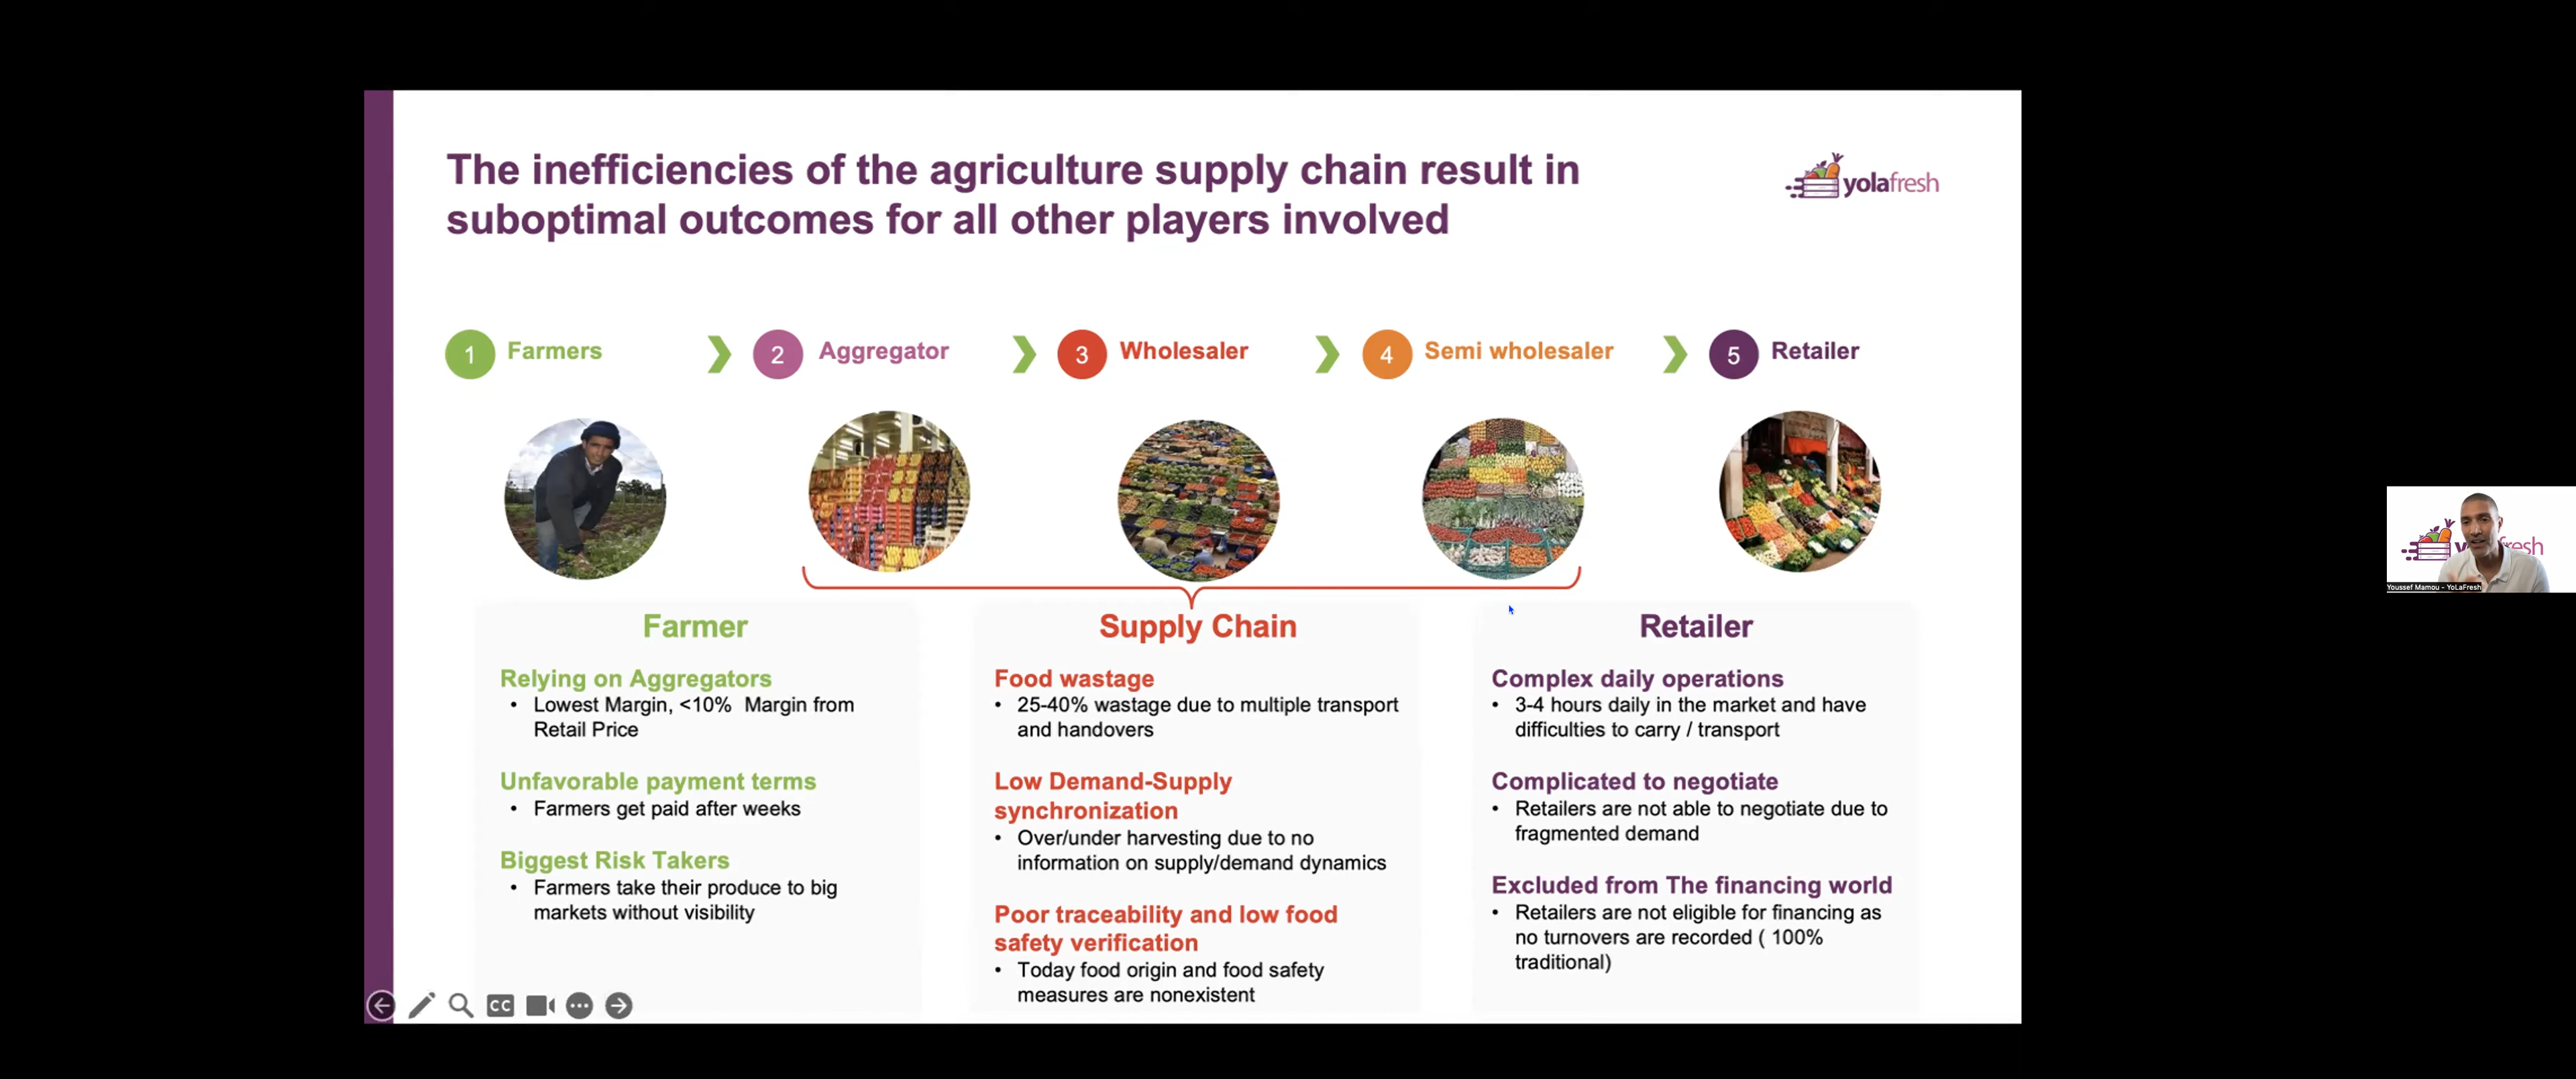 The inefficiencies of the agriculture supply chain result in
suboptimal outcomes for all other players involved
yolafresh
1 Farmers
2 Aggregator
3 Wholesaler
4 Semi wholesaler
5 Retailer
Farmer
Relying on Aggregators
• Lowest Margin, <10% Margin from
Retail Price
Unfavorable payment terms
• Farmers get paid after weeks
Biggest Risk Takers
• Farmers take their produce to big
markets without visibility
Supply Chain
Food wastage
• 25-40% wastage due to multiple transport
and handovers
Low Demand-Supply
synchronization
• Over/under harvesting due to no
information on supply/demand dynamics
Poor traceability and low food
safety verification
• Today food origin and food safety
measures are nonexistent
Retailer
Complex daily operations
• 3-4 hours daily in the market and have
difficulties to carry / transport
Complicated to negotiate
• Retailers are not able to negotiate due to
fragmented demand
Excluded from The financing world
• Retailers are not eligible for financing as
no turnovers are recorded ( 100%
traditional)
CC
Youssef Mamou - YoLaFresh